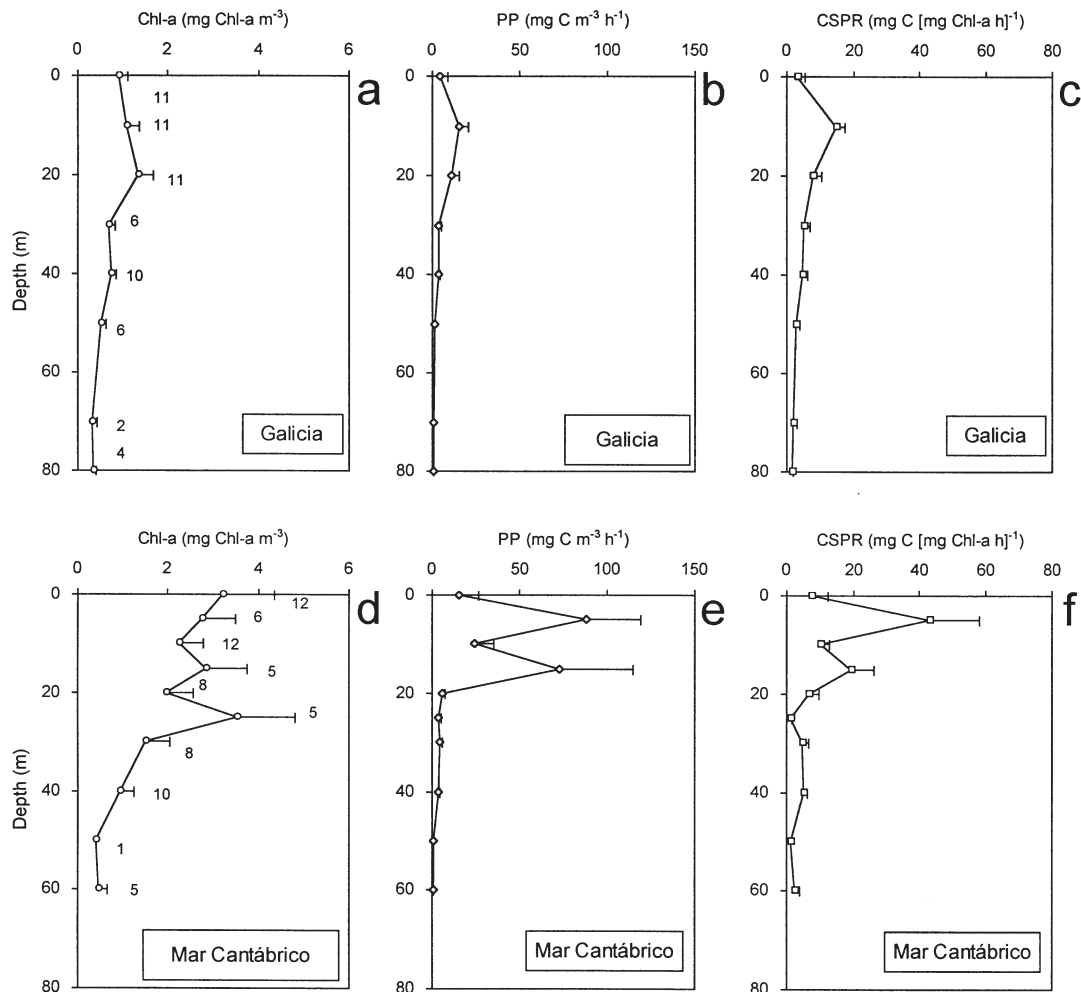 Chl-a (mg Chl-a m-3)
0 2 4 6
0
20
40
60
80
Depth (m)
11
11
11
6
10
6
2
4
a
Galicia
PP (mg C m-3 h-1)
0 50 100 150
0
20
40
60
80
b
Galicia
CSPR (mg C [mg Chl-a h]-1)
0 20 40 60 80
0
20
40
60
80
c
Galicia
Chl-a (mg Chl-a m-3)
0 2 4 6
0
20
40
60
80
Depth (m)
12
6
12
5
8
5
8
10
1
5
d
Mar Cantábrico
PP (mg C m-3 h-1)
0 50 100 150
0
20
40
60
80
e
Mar Cantábrico
CSPR (mg C [mg Chl-a h]-1)
0 20 40 60 80
0
20
40
60
80
f
Mar Cantábrico